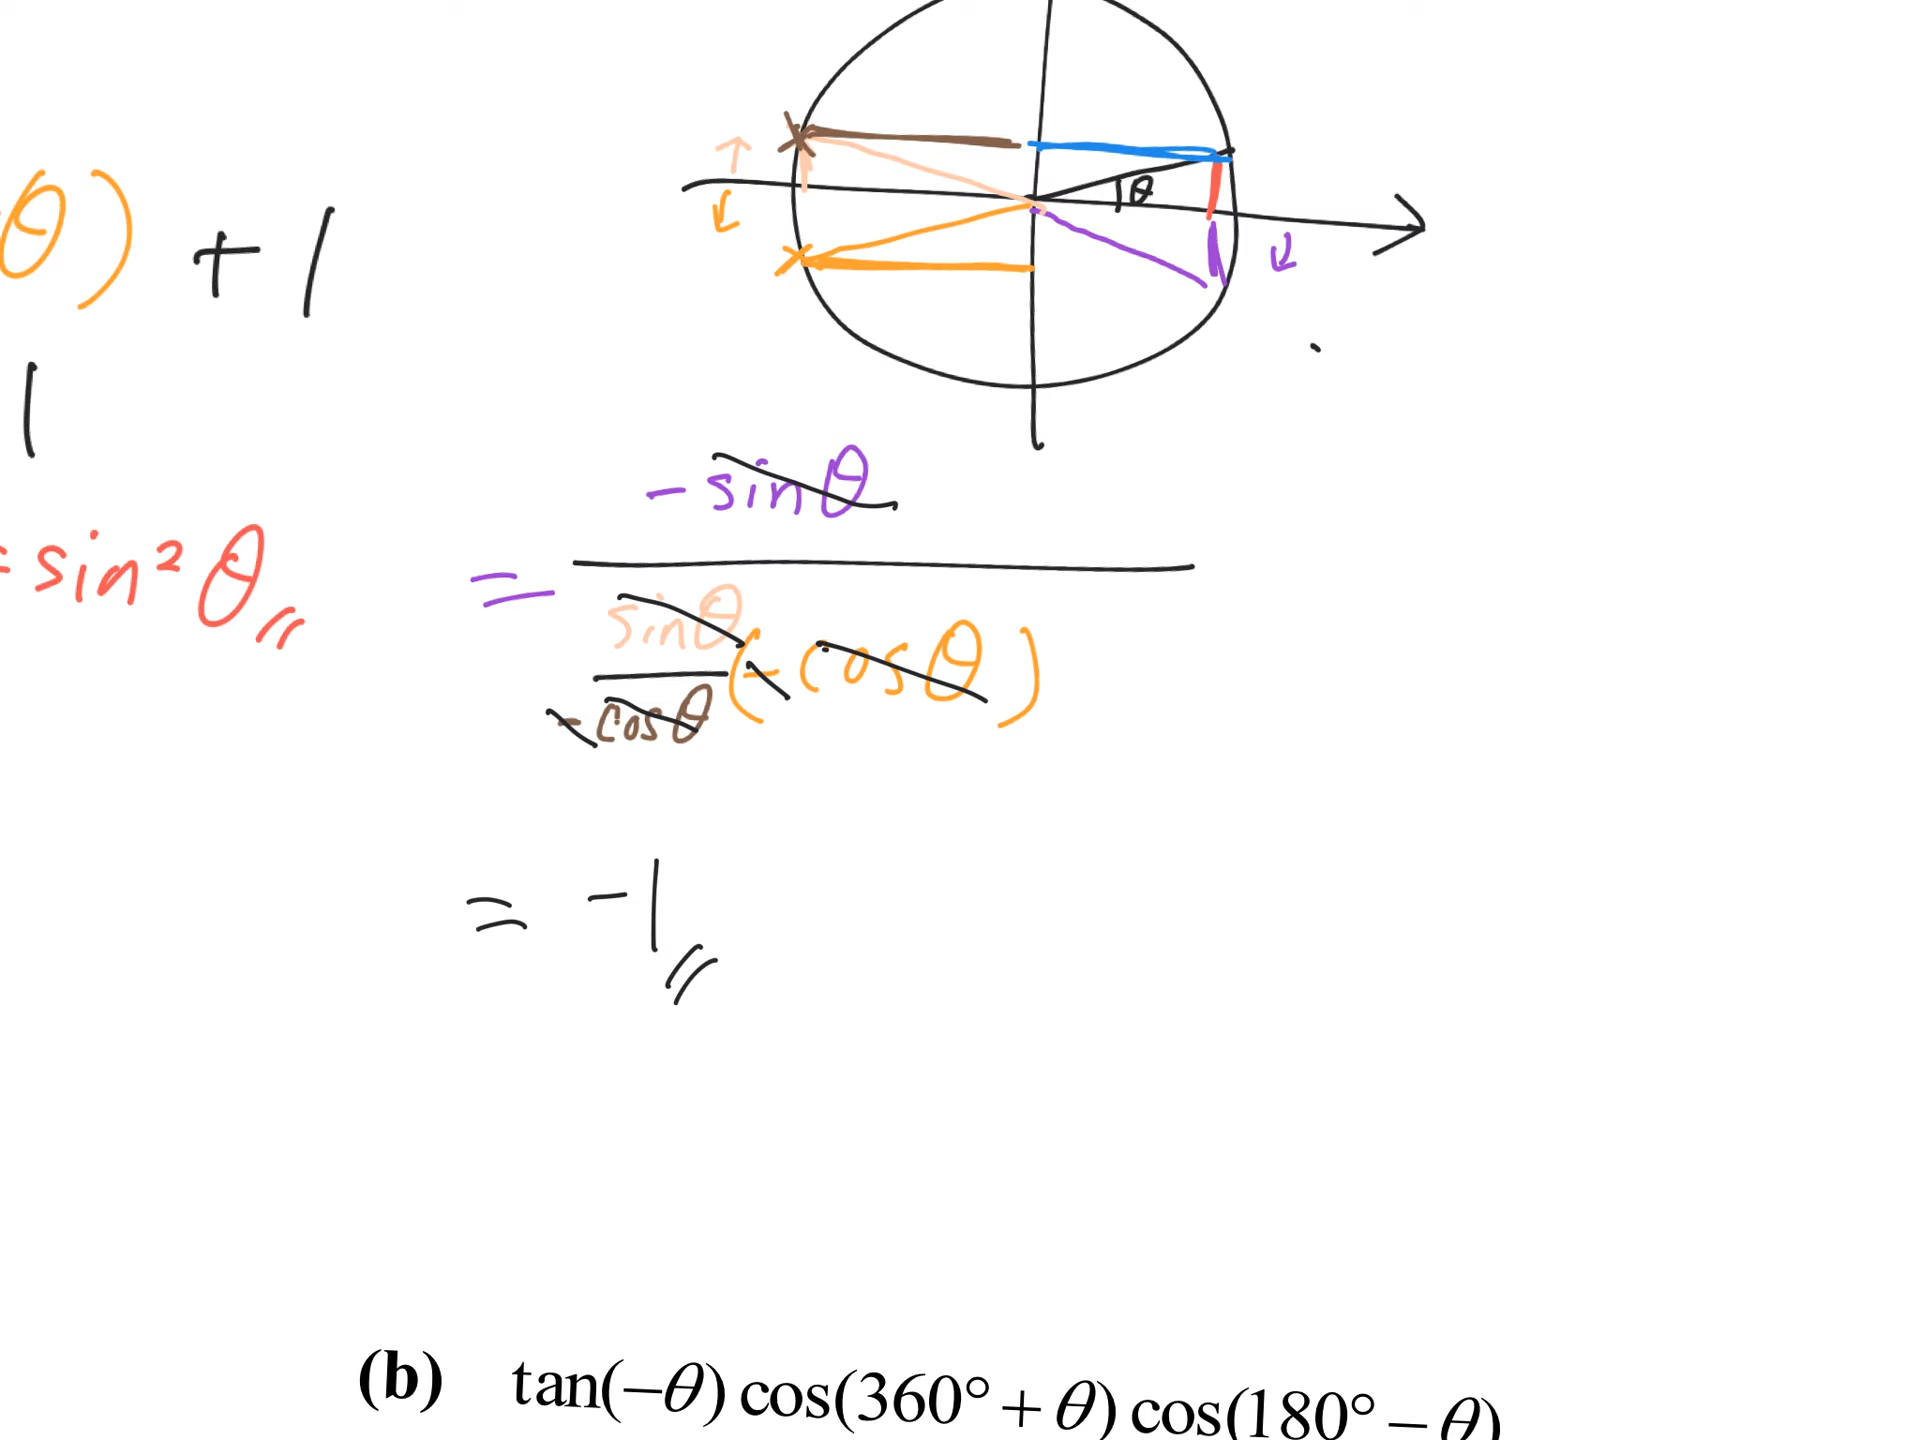 θ
θ) + 1
1
= sin²θ
= -sinθ / ((sinθ / -cosθ)(-cosθ))
= -1
(b) tan(−θ) cos(360° + θ) cos(180° − θ)